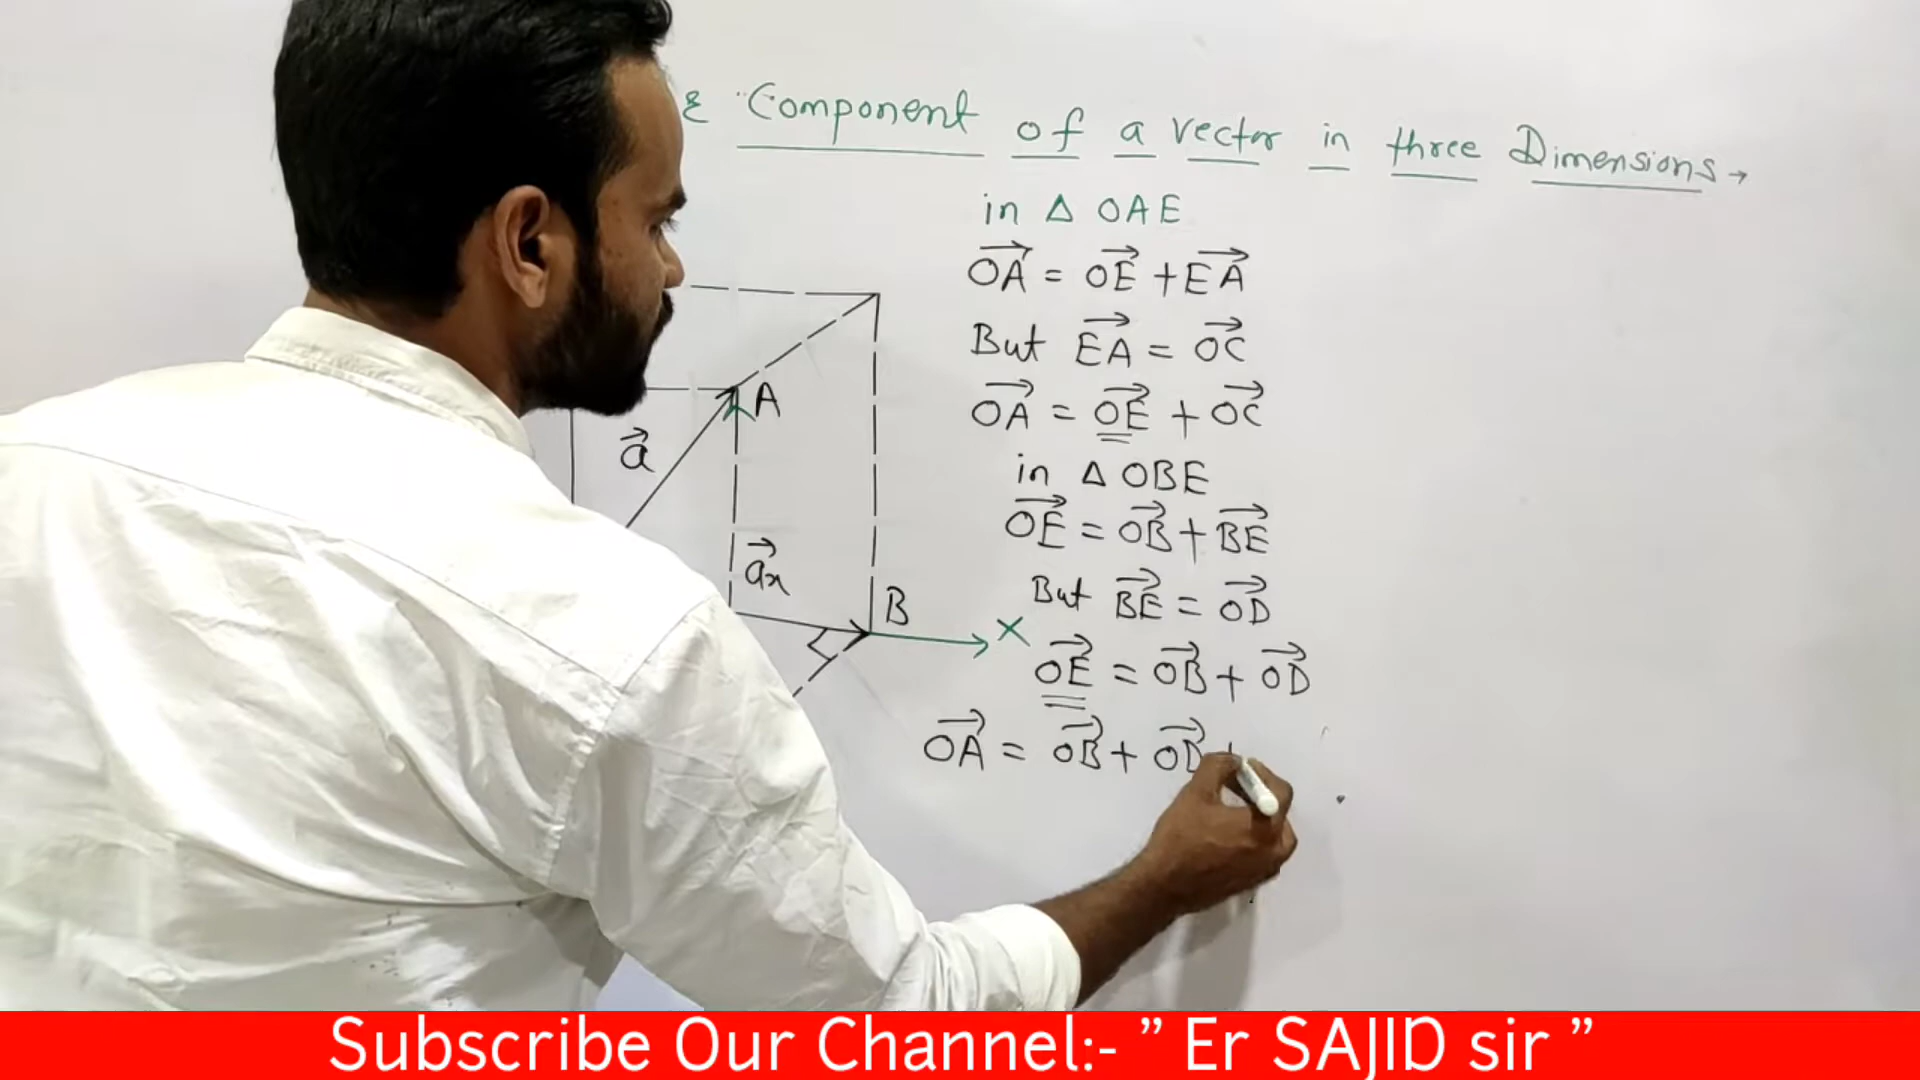 & "Component of a vector in three Dimensions →
in △ OAE
OA⃗ = OE⃗ + EA⃗
But EA⃗ = OC⃗
OA⃗ = OE⃗ + OC⃗
in △ OBE
OE⃗ = OB⃗ + BE⃗
But BE⃗ = OD⃗
OE⃗ = OB⃗ + OD⃗
OA⃗ = OB⃗ + OD⃗ +
A
a⃗
a⃗x
B
X
Subscribe Our Channel:- ” Er SAJID sir ”